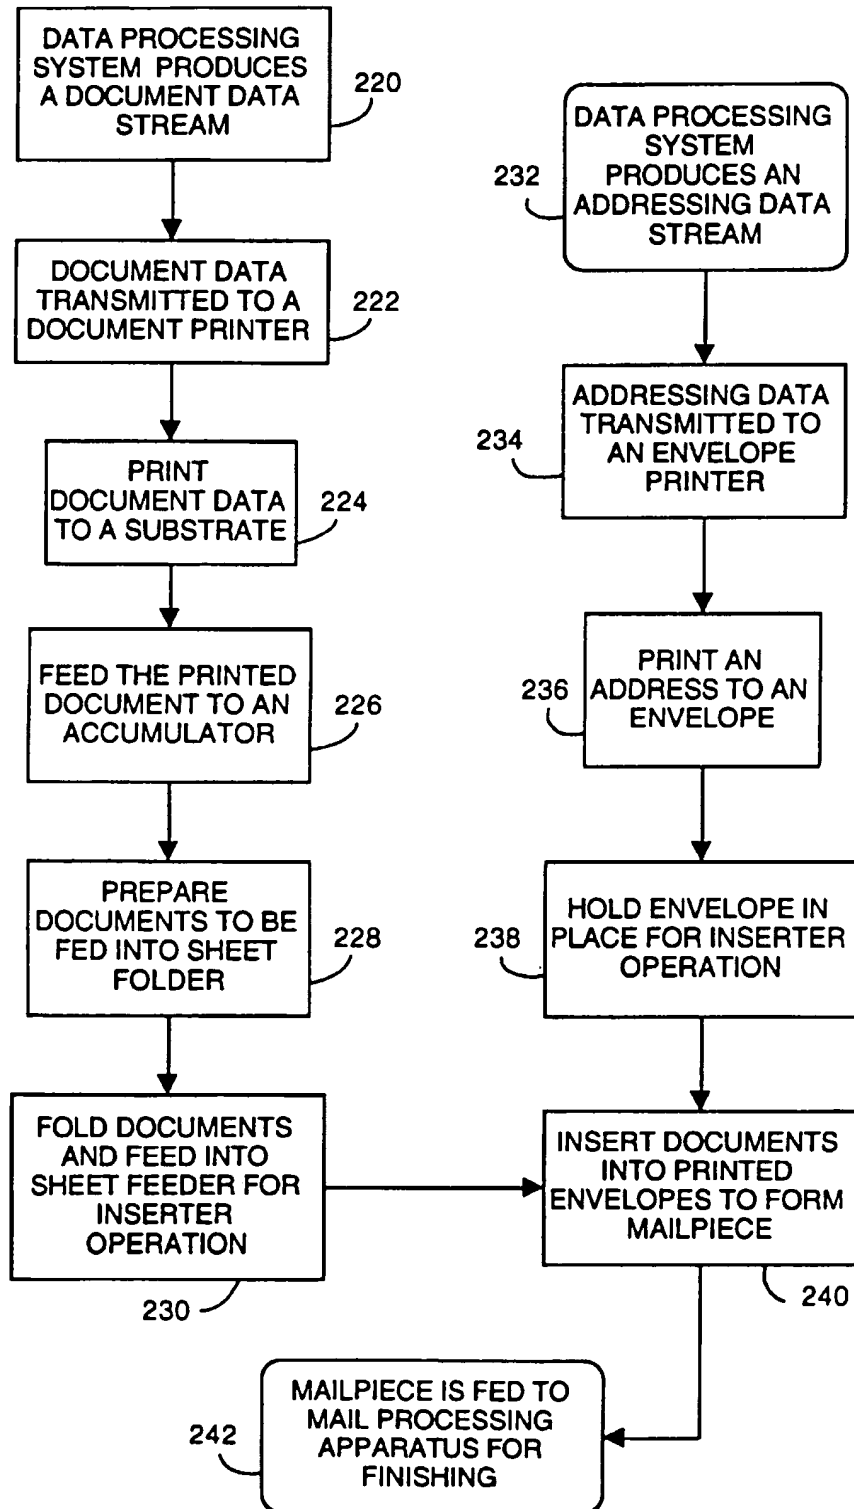 DATA PROCESSING
SYSTEM PRODUCES
A DOCUMENT DATA
STREAM
220
DOCUMENT DATA
TRANSMITTED TO A
DOCUMENT PRINTER
222
PRINT
DOCUMENT DATA
TO A SUBSTRATE
224
FEED THE PRINTED
DOCUMENT TO AN
ACCUMULATOR
226
PREPARE
DOCUMENTS TO BE
FED INTO SHEET
FOLDER
228
FOLD DOCUMENTS
AND FEED INTO
SHEET FEEDER FOR
INSERTER
OPERATION
230
DATA PROCESSING
SYSTEM
PRODUCES AN
ADDRESSING DATA
STREAM
232
ADDRESSING DATA
TRANSMITTED TO
AN ENVELOPE
PRINTER
234
PRINT AN
ADDRESS TO AN
ENVELOPE
236
HOLD ENVELOPE IN
PLACE FOR INSERTER
OPERATION
238
INSERT DOCUMENTS
INTO PRINTED
ENVELOPES TO FORM
MAILPIECE
240
MAILPIECE IS FED TO
MAIL PROCESSING
APPARATUS FOR
FINISHING
242